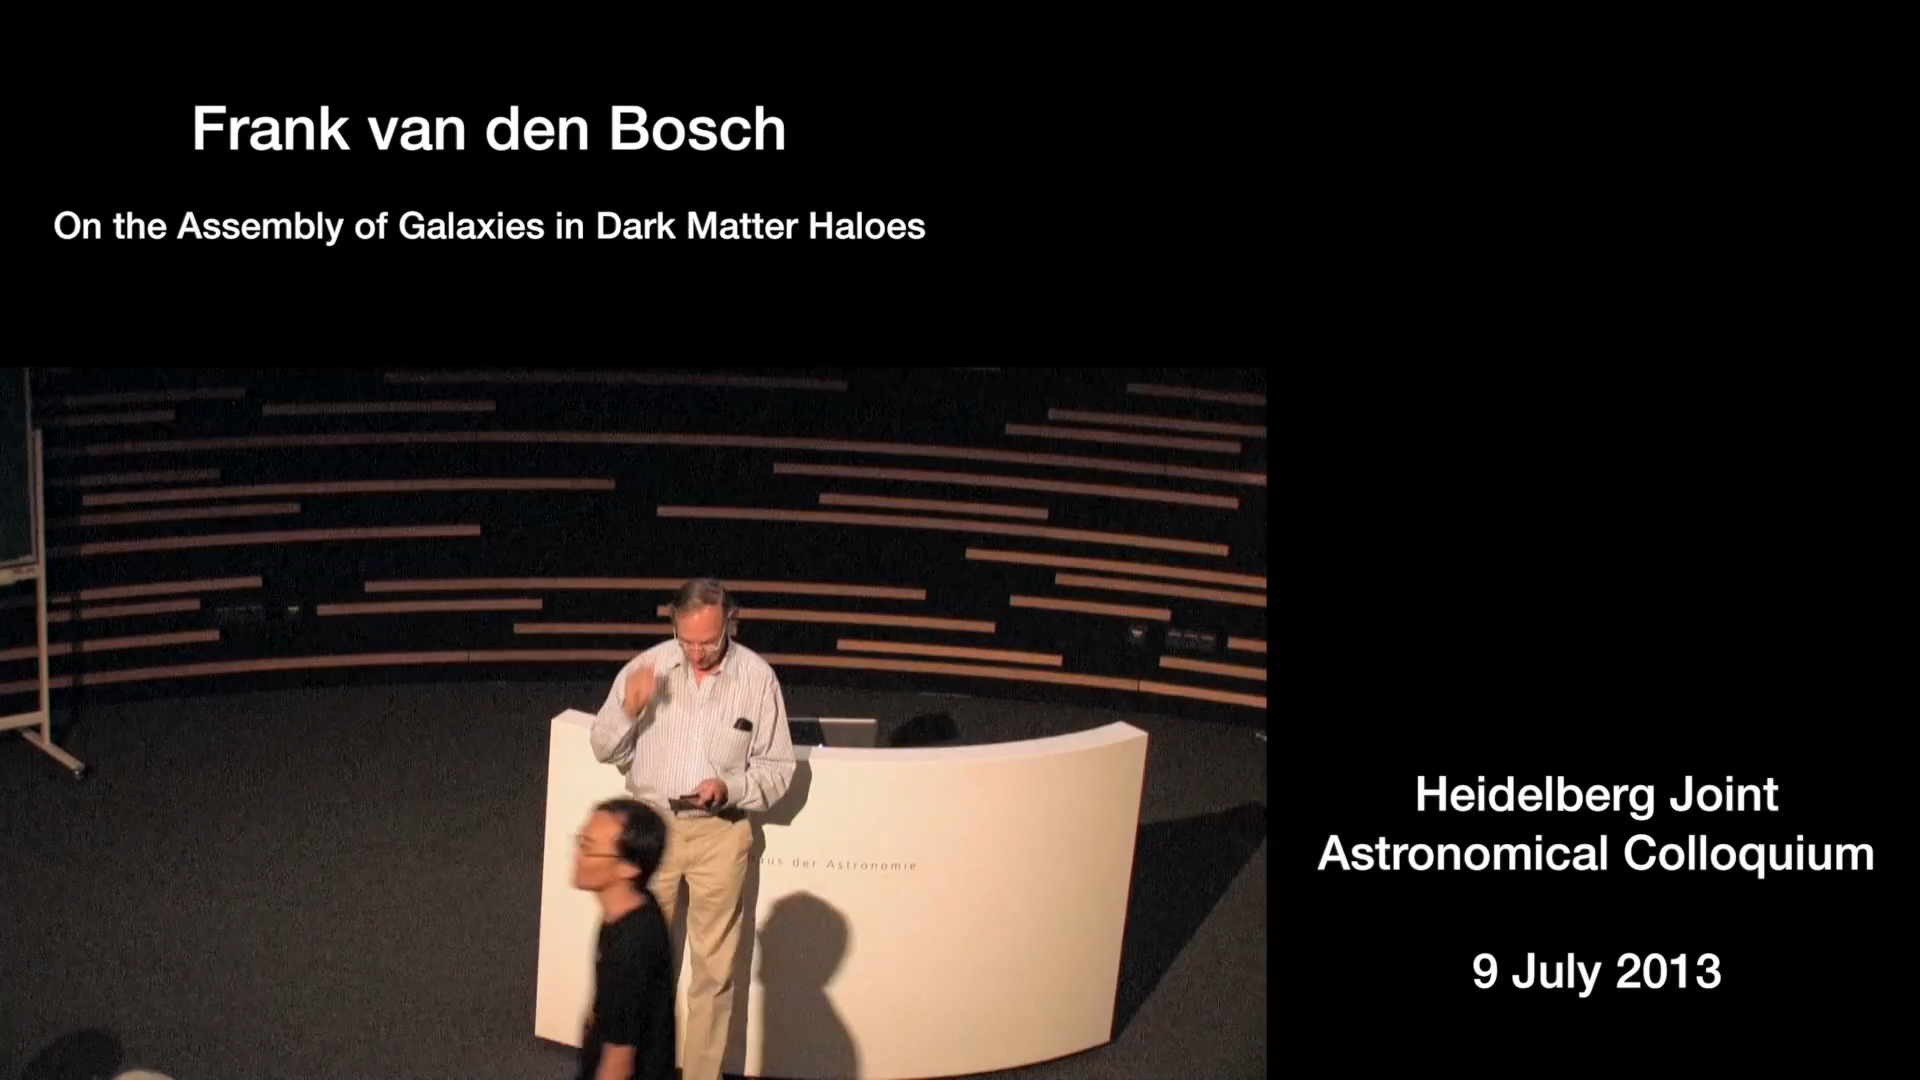 Frank van den Bosch
On the Assembly of Galaxies in Dark Matter Haloes
der Astronomie
Heidelberg Joint
Astronomical Colloquium
9 July 2013